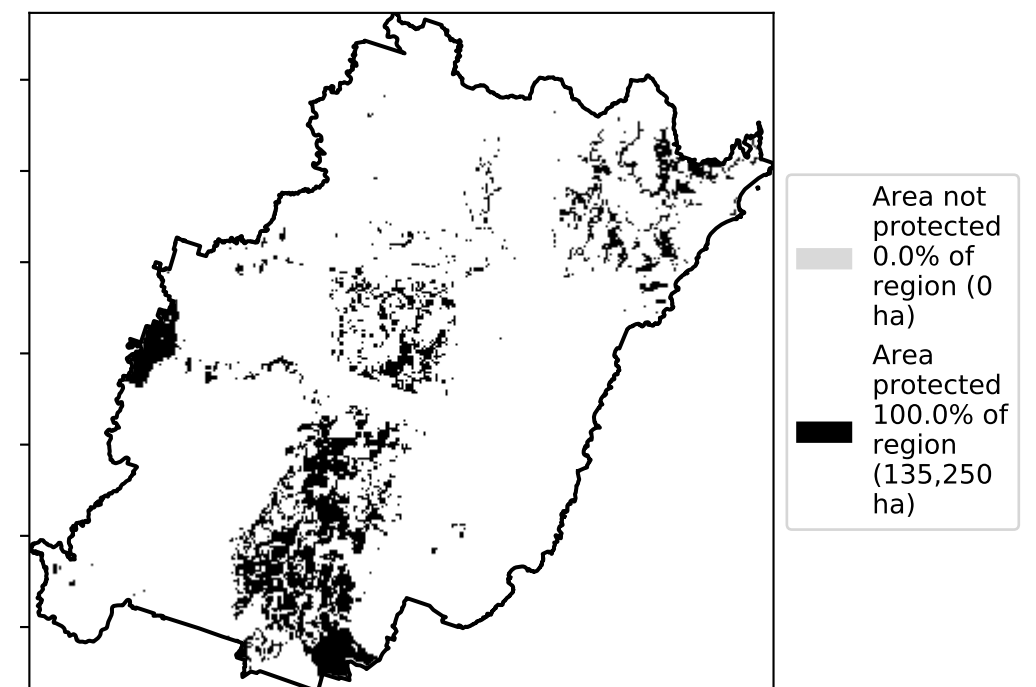 Area not
protected
0.0% of
region (0
ha)
Area
protected
100.0% of
region
(135,250
ha)